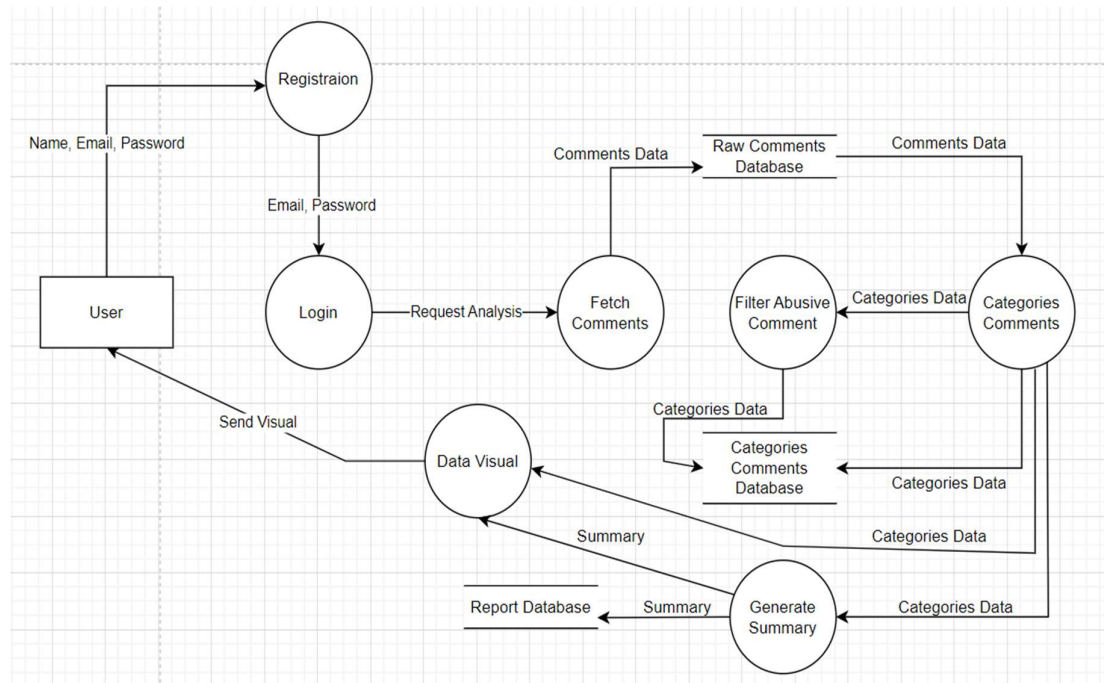 Registraion
Name, Email, Password
Email, Password
User
Login
Request Analysis
Fetch
Comments
Comments Data
Raw Comments
Database
Comments Data
Filter Abusive
Comment
Categories Data
Categories
Comments
Categories Data
Categories
Comments
Database
Categories Data
Send Visual
Data Visual
Categories Data
Summary
Report Database
Summary
Generate
Summary
Categories Data